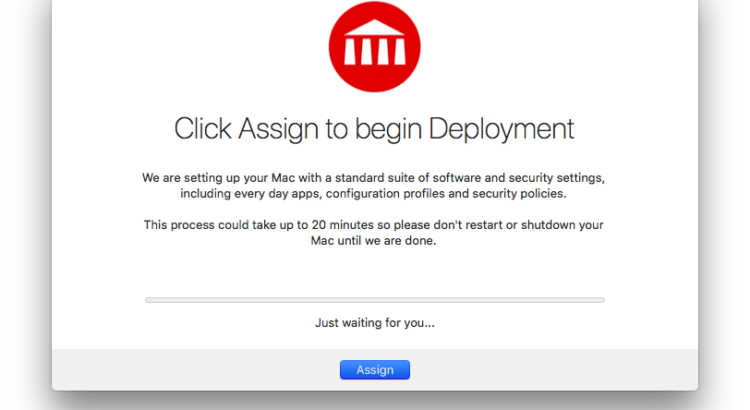 Click Assign to begin Deployment
We are setting up your Mac with a standard suite of software and security settings,
including every day apps, configuration profiles and security policies.
This process could take up to 20 minutes so please don't restart or shutdown your
Mac until we are done.
Just waiting for you...
Assign